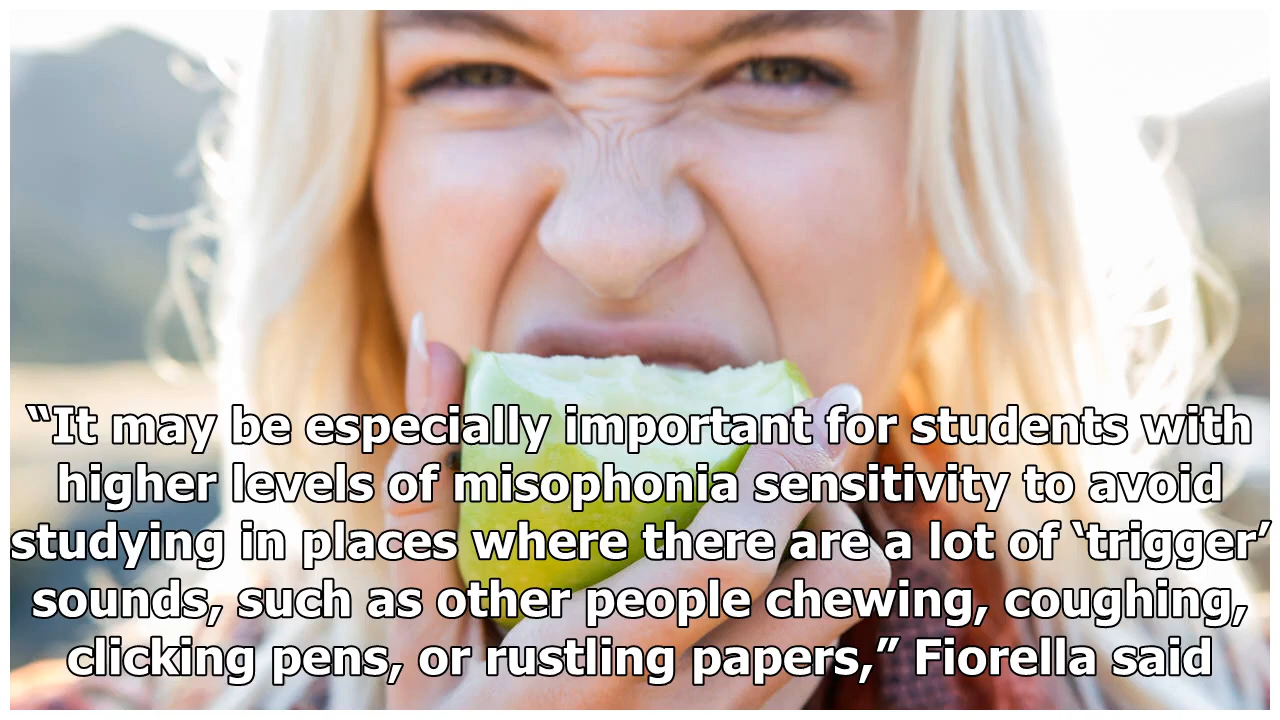 “It may be especially important for students with
higher levels of misophonia sensitivity to avoid
studying in places where there are a lot of ‘trigger’
sounds, such as other people chewing, coughing,
clicking pens, or rustling papers,” Fiorella said